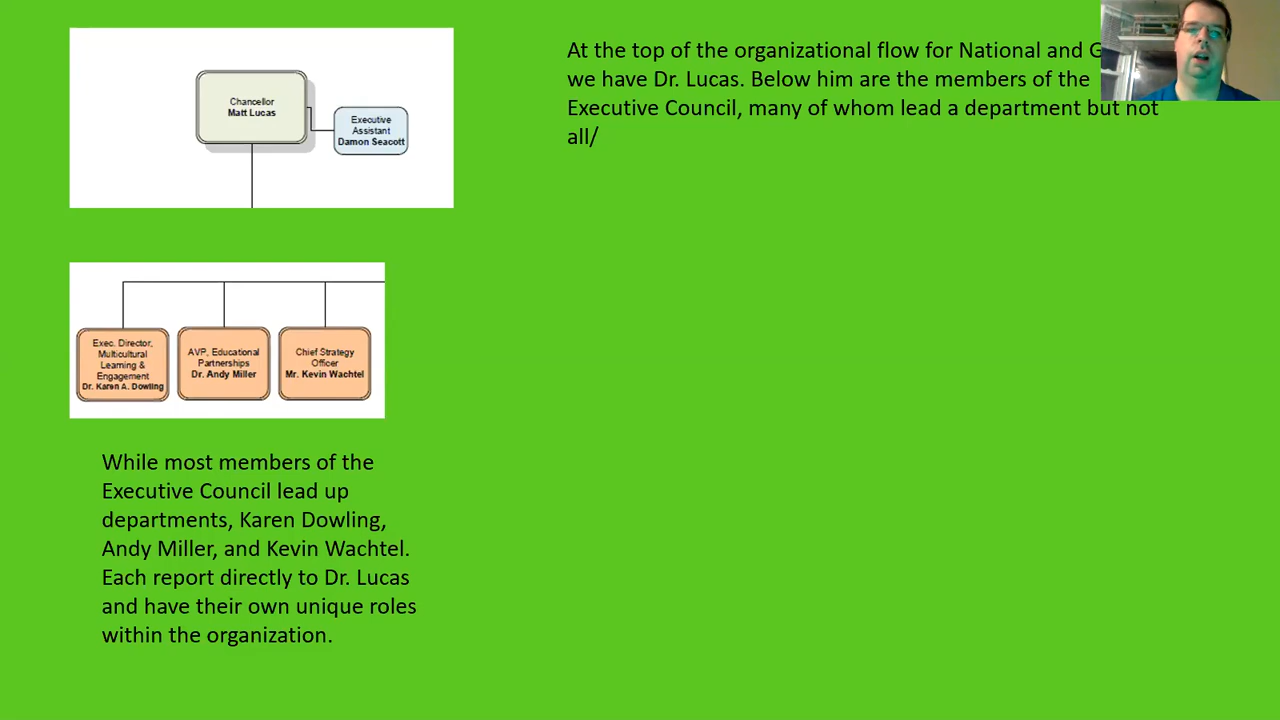 At the top of the organizational flow for National and
we have Dr. Lucas. Below him are the members of the
Executive Council, many of whom lead a department but not
all/
Chancellor
Matt Lucas
Executive
Assistant
Damon Seacott
Exec. Director,
Multicultural
Learning &
Engagement
Dr. Karen A. Dowling
AVP, Educational
Partnerships
Dr. Andy Miller
Chief Strategy
Officer
Mr. Kevin Wachtel
While most members of the
Executive Council lead up
departments, Karen Dowling,
Andy Miller, and Kevin Wachtel.
Each report directly to Dr. Lucas
and have their own unique roles
within the organization.